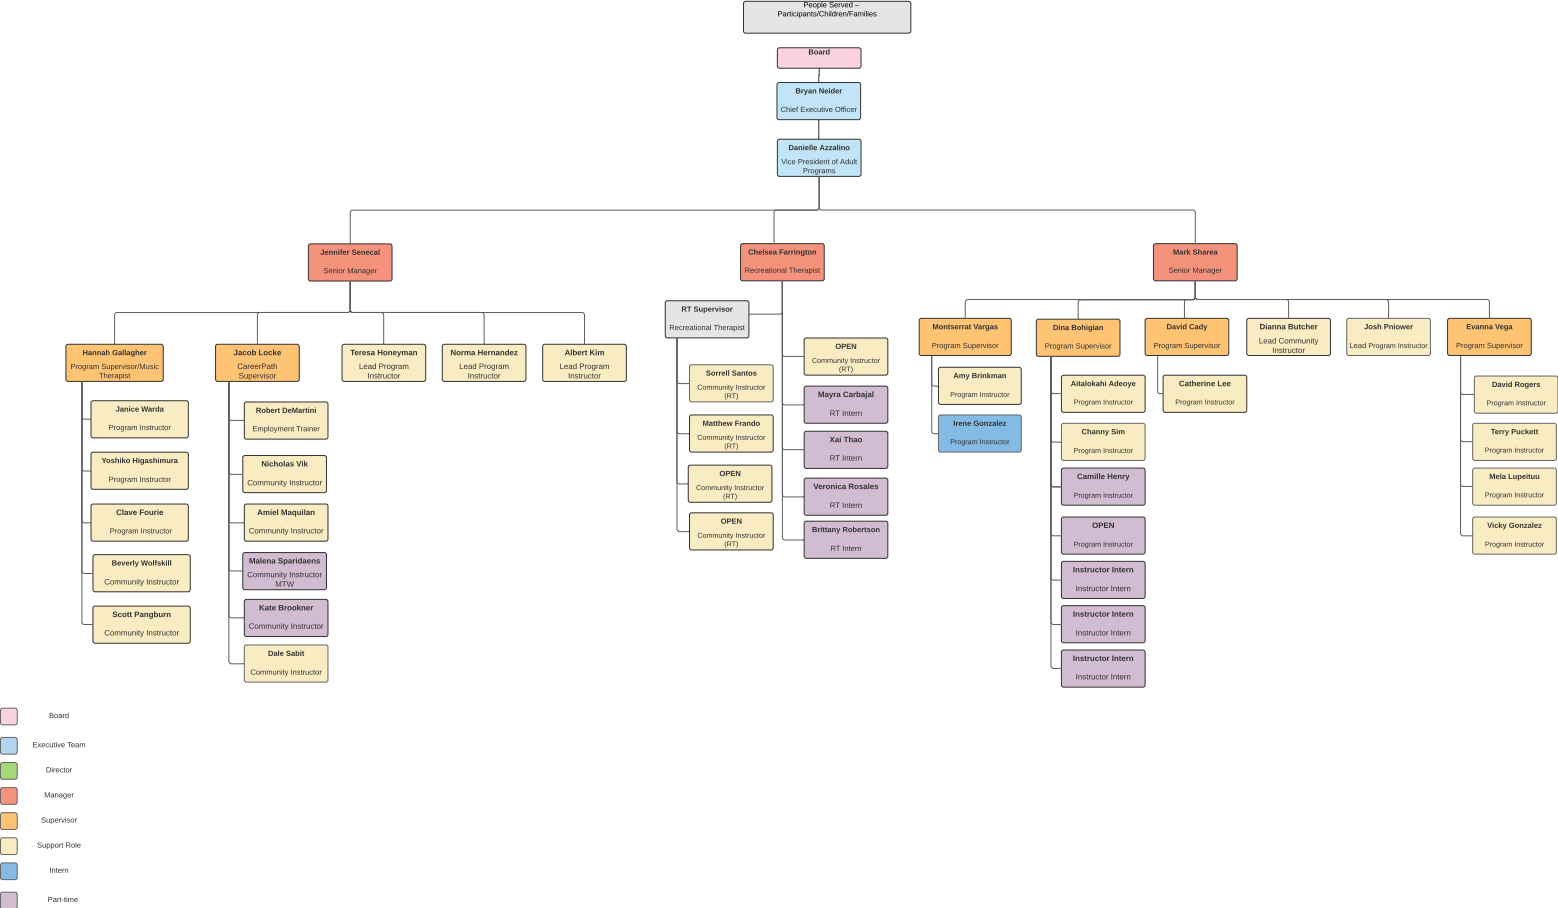 People Served –
Participants/Children/Families
Board
Bryan Neider
Chief Executive Officer
Danielle Azzalino
Vice President of Adult
Programs
Jennifer Senecal
Senior Manager
Chelsea Farrington
Recreational Therapist
Mark Sharea
Senior Manager
Hannah Gallagher
Program Supervisor/Music
Therapist
Janice Warda
Program Instructor
Yoshiko Higashimura
Program Instructor
Clave Fourie
Program Instructor
Beverly Wolfskill
Community Instructor
Scott Pangburn
Community Instructor
Jacob Locke
CareerPath
Supervisor
Robert DeMartini
Employment Trainer
Nicholas Vik
Community Instructor
Amiel Maquilan
Community Instructor
Malena Sparidaens
Community Instructor
MTW
Kate Brookner
Community Instructor
Dale Sabit
Community Instructor
Teresa Honeyman
Lead Program
Instructor
Norma Hernandez
Lead Program
Instructor
Albert Kim
Lead Program
Instructor
RT Supervisor
Recreational Therapist
Sorrell Santos
Community Instructor
(RT)
Matthew Frando
Community Instructor
(RT)
OPEN
Community Instructor
(RT)
OPEN
Community Instructor
(RT)
OPEN
Community Instructor
(RT)
Mayra Carbajal
RT Intern
Xai Thao
RT Intern
Veronica Rosales
RT Intern
Brittany Robertson
RT Intern
Montserrat Vargas
Program Supervisor
Amy Brinkman
Program Instructor
Irene Gonzalez
Program Instructor
Dina Bohigian
Program Supervisor
Aitalokahi Adeoye
Program Instructor
Channy Sim
Program Instructor
Camille Henry
Program Instructor
OPEN
Program Instructor
Instructor Intern
Instructor Intern
Instructor Intern
Instructor Intern
Instructor Intern
Instructor Intern
David Cady
Program Supervisor
Catherine Lee
Program Instructor
Dianna Butcher
Lead Community
Instructor
Josh Pniower
Lead Program Instructor
Evanna Vega
Program Supervisor
David Rogers
Program Instructor
Terry Puckett
Program Instructor
Mela Lupeituu
Program Instructor
Vicky Gonzalez
Program Instructor
Board
Executive Team
Director
Manager
Supervisor
Support Role
Intern
Part-time